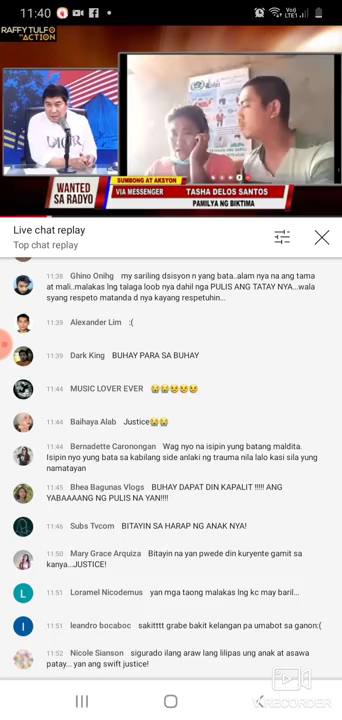 11:40
Vo))
LTE1
RAFFY TULFO
IN ACTION
DIOR
SUMBONG AT AKSYON
WANTED
SA RADYO
VIA MESSENGER
TASHA DELOS SANTOS
PAMILYA NG BIKTIMA
Live chat replay
Top chat replay
11:38 Ghino Onihg my sariling dsisyon n yang bata..alam nya na ang tama
at mali..malakas lng talaga loob nya dahil nga PULIS ANG TATAY NYA...wala
syang respeto matanda d nya kayang respetuhin...
11:39 Alexander Lim :(
11:39 Dark King BUHAY PARA SA BUHAY
11:44 MUSIC LOVER EVER 😭😭😢😢😢
11:44 Baihaya Alab Justice😭😭
11:44 Bernadette Caronongan Wag nyo na isipin yung batang maldita.
Isipin nyo yung bata sa kabilang side anlaki ng trauma nila lalo kasi sila yung
namatayan
11:45 Bhea Bagunas Vlogs BUHAY DAPAT DIN KAPALIT !!!!! ANG
YABAAAANG NG PULIS NA YAN!!!!
11:46 Subs Tvcom BITAYIN SA HARAP NG ANAK NYA!
11:50 Mary Grace Arquiza Bitayin na yan pwede din kuryente gamit sa
kanya...JUSTICE!
L
11:51 Loramel Nicodemus yan mga taong malakas lng kc may baril...
I
11:51 leandro bocaboc sakitttt grabe bakit kelangan pa umabot sa ganon:(
11:52 Nicole Sianson sigurado ilang araw lang lilipas ung anak at asawa
patay.. yan ang swift justice!
VRECORDER